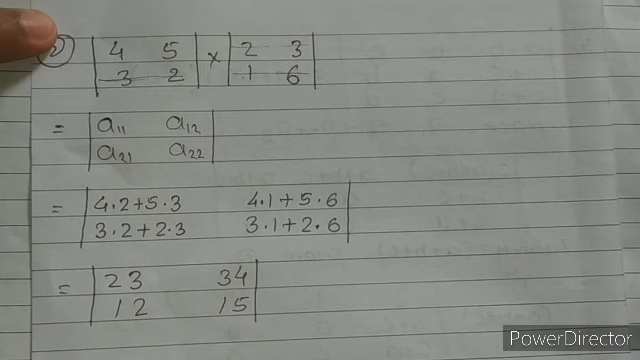 2) | 4 5 | × | 2 3 |
| 3 2 | | 1 6 |
= | a₁₁ a₁₂ |
| a₂₁ a₂₂ |
= | 4·2+5·3 4·1+5·6 |
| 3·2+2·3 3·1+2·6 |
= | 23 34 |
| 12 15 |
PowerDirector